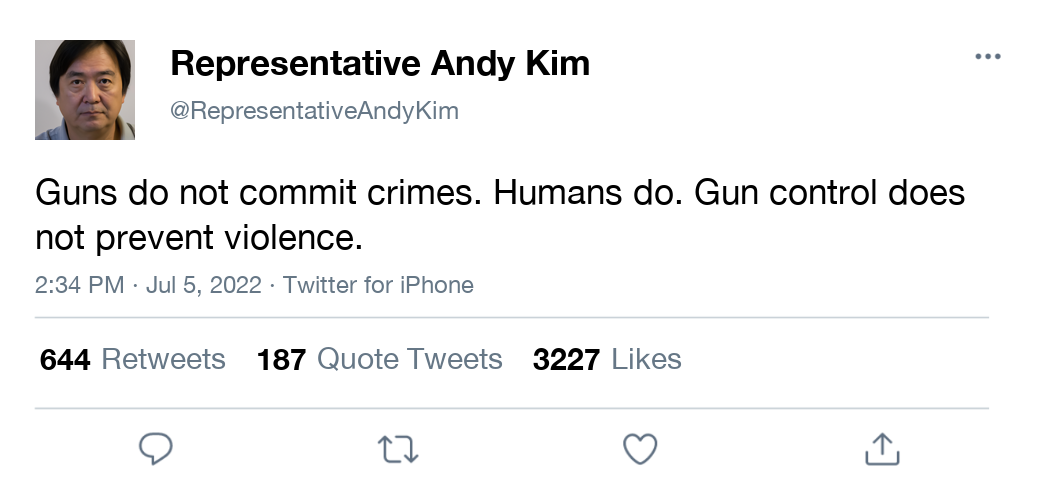 Representative Andy Kim
@RepresentativeAndyKim
Guns do not commit crimes. Humans do. Gun control does
not prevent violence.
2:34 PM · Jul 5, 2022 · Twitter for iPhone
644 Retweets 187 Quote Tweets 3227 Likes